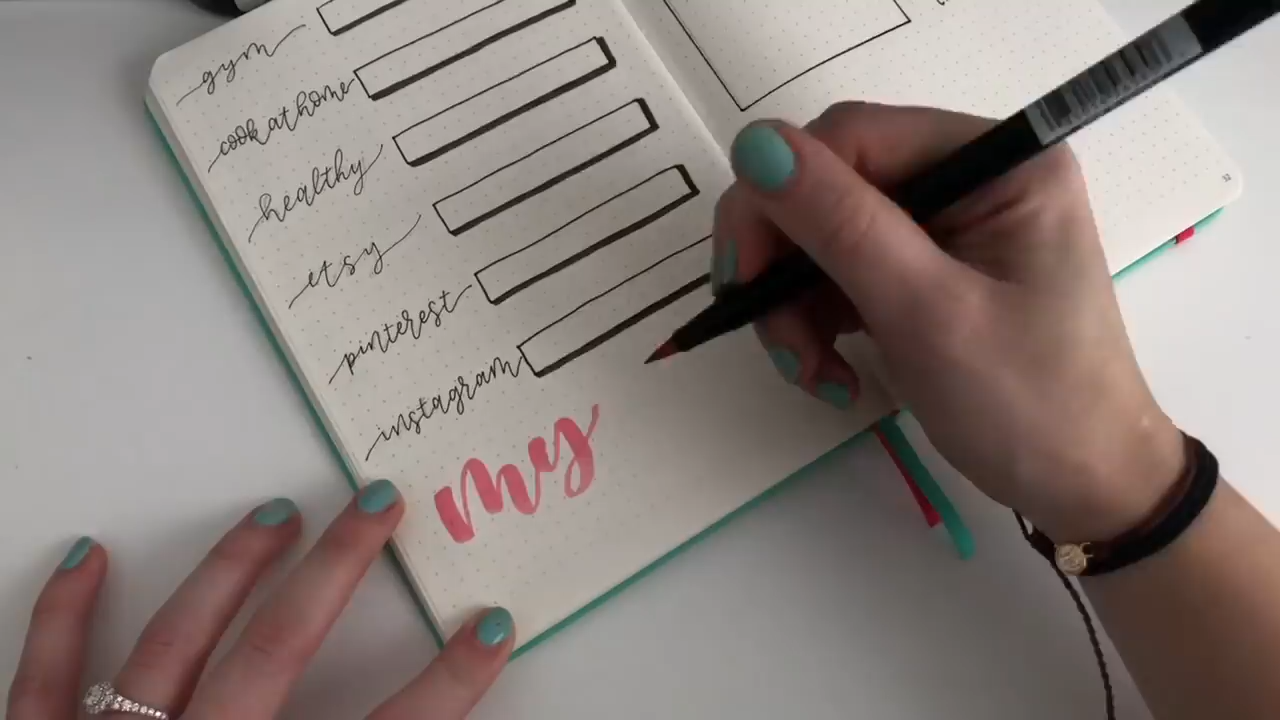 gym
cook at home
healthy
etsy
pinterest
instagram
my